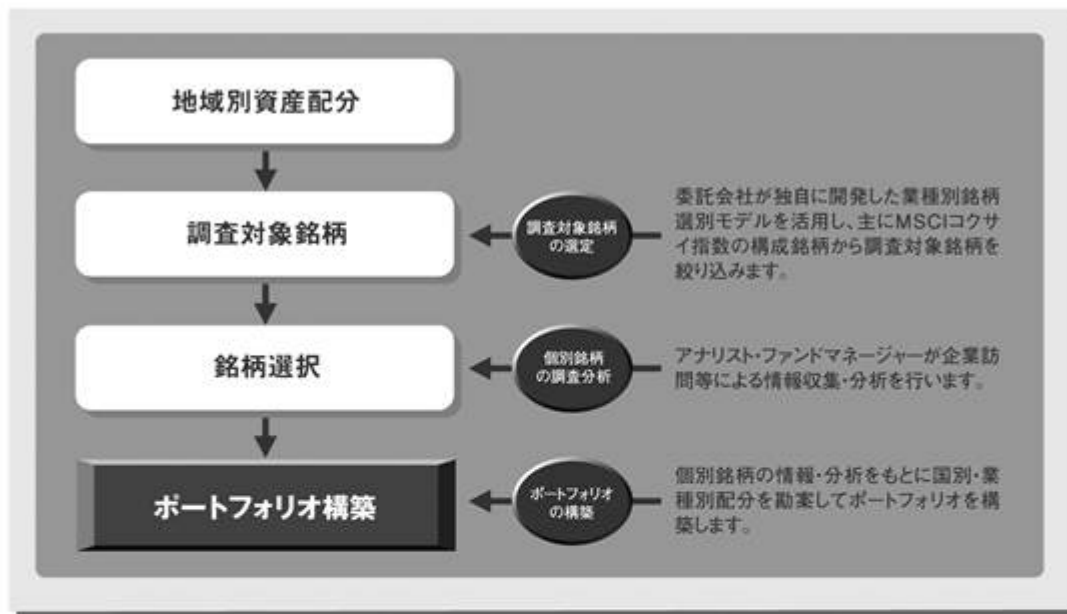 地域別資産配分
調査対象銘柄
調査対象銘柄
の選定
委託会社が独自に開発した業種別銘柄
選別モデルを活用し、主にMSCIコクサ
イ指数の構成銘柄から調査対象銘柄を
絞り込みます。
銘柄選択
個別銘柄
の調査分析
アナリスト・ファンドマネージャーが企業訪
問等による情報収集・分析を行います。
ポートフォリオ構築
ポートフォリオ
の構築
個別銘柄の情報・分析をもとに国別・業
種別配分を勘案してポートフォリオを構
築します。